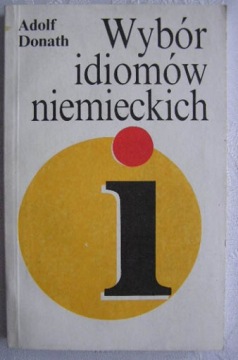 Adolf
Donath
Wybór
idiomów
niemieckich
i